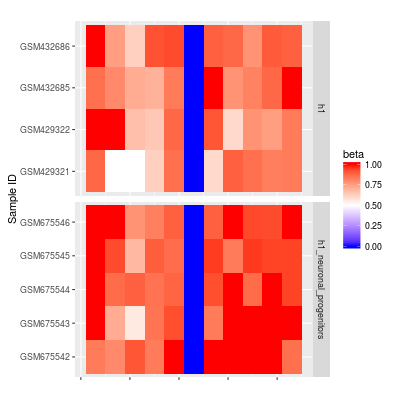 GSM432686
GSM432685
GSM429322
GSM429321
h1
GSM675546
GSM675545
GSM675544
GSM675543
GSM675542
h1_neuronal_progenitors
Sample ID
beta
1.00
0.75
0.50
0.25
0.00